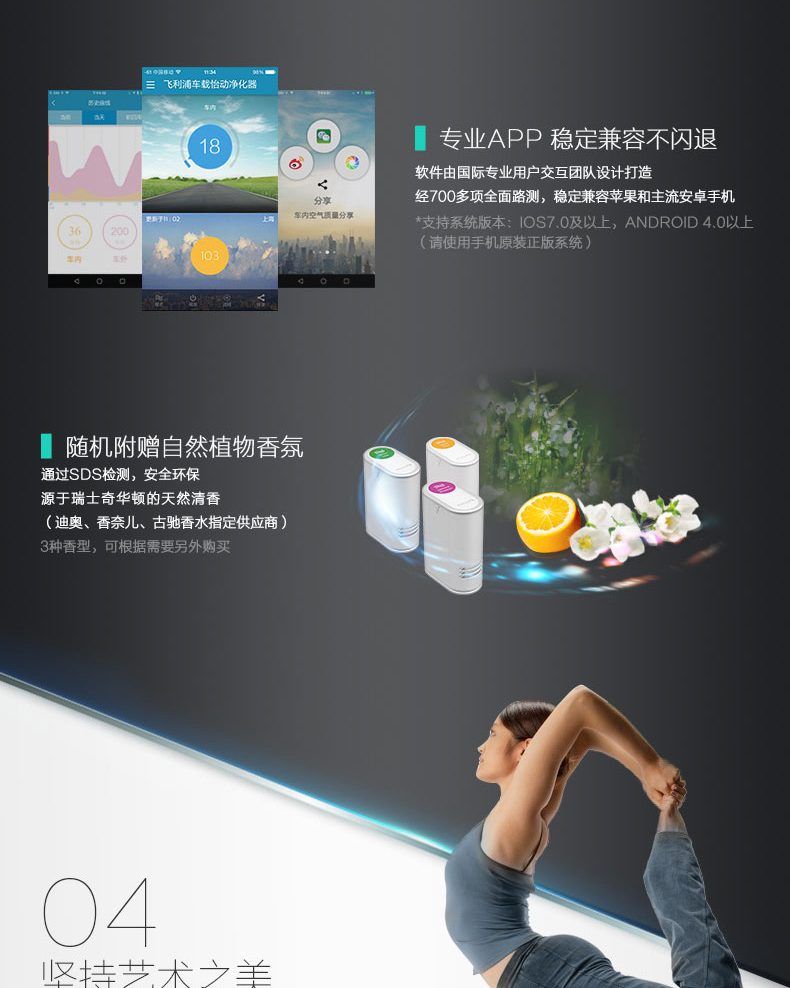 中国移动
11:34
98%
飞利浦车载怡动净化器
历史曲线
当前
当天
车内
18
36
200
车内
车外
更新于11:02
上海
103
分享
车内空气质量分享
专业APP 稳定兼容不闪退
软件由国际专业用户交互团队设计打造
经700多项全面路测，稳定兼容苹果和主流安卓手机
*支持系统版本：IOS7.0及以上，ANDROID 4.0以上
（请使用手机原装正版系统）
随机附赠自然植物香氛
通过SDS检测，安全环保
源于瑞士奇华顿的天然清香
（迪奥、香奈儿、古驰香水指定供应商）
3种香型，可根据需要另外购买
04
坚持艺术之美